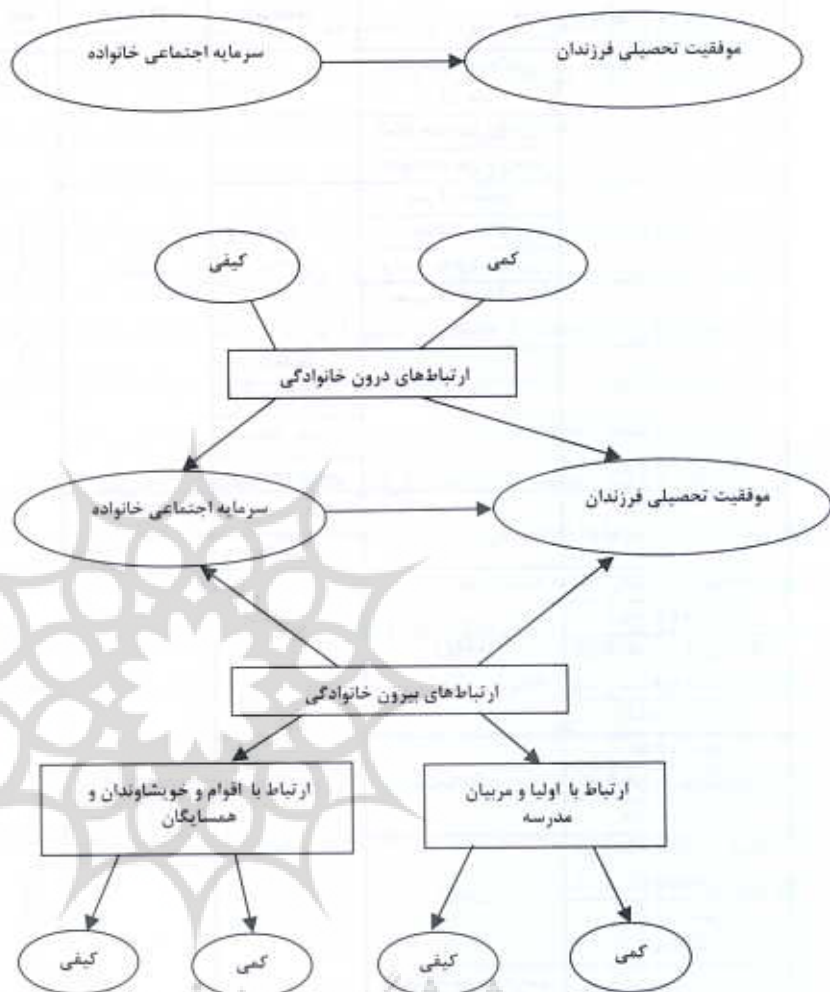 موفقیت تحصیلی فرزندان
سرمایه اجتماعی خانواده
کمی
کیفی
ارتباط‌های درون خانوادگی
موفقیت تحصیلی فرزندان
سرمایه اجتماعی خانواده
ارتباط‌های بیرون خانوادگی
ارتباط با اولیا و مربیان
مدرسه
ارتباط با اقوام و خویشاوندان و
همسایگان
کمی
کیفی
کمی
کیفی